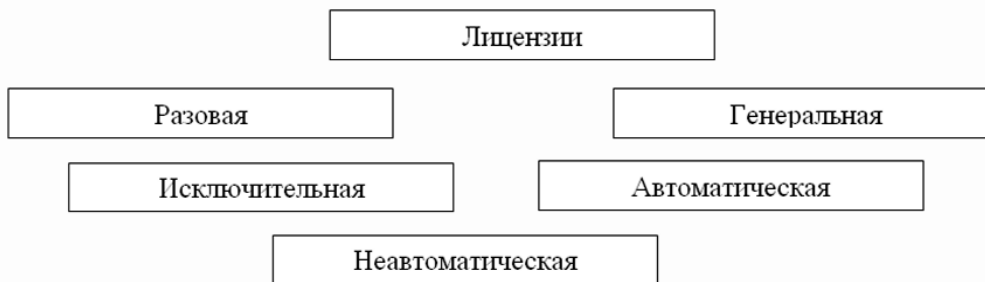 Лицензии
Разовая
Генеральная
Исключительная
Автоматическая
Неавтоматическая